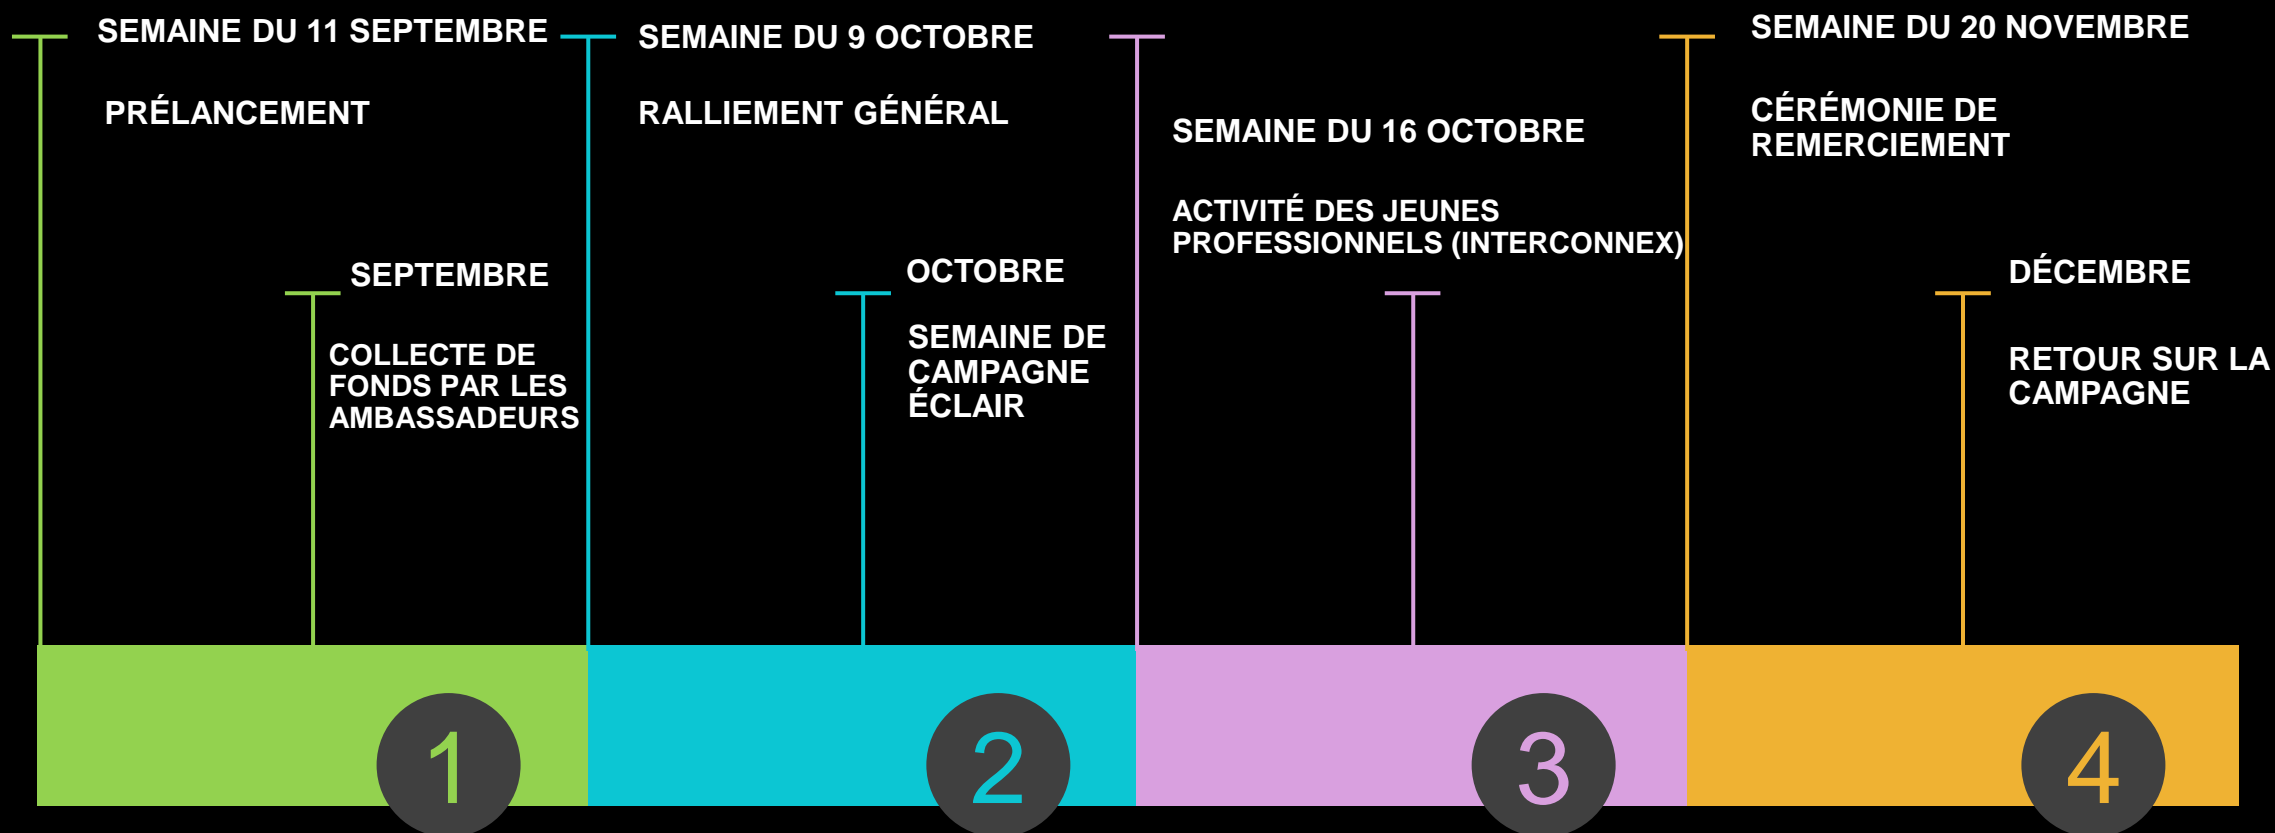 SEMAINE DU 11 SEPTEMBRE
PRÉLANCEMENT
SEPTEMBRE
COLLECTE DE
FONDS PAR LES
AMBASSADEURS
SEMAINE DU 9 OCTOBRE
RALLIEMENT GÉNÉRAL
OCTOBRE
SEMAINE DE
CAMPAGNE
ÉCLAIR
SEMAINE DU 16 OCTOBRE
ACTIVITÉ DES JEUNES
PROFESSIONNELS (INTERCONNEX)
SEMAINE DU 20 NOVEMBRE
CÉRÉMONIE DE
REMERCIEMENT
DÉCEMBRE
RETOUR SUR LA
CAMPAGNE
1
2
3
4